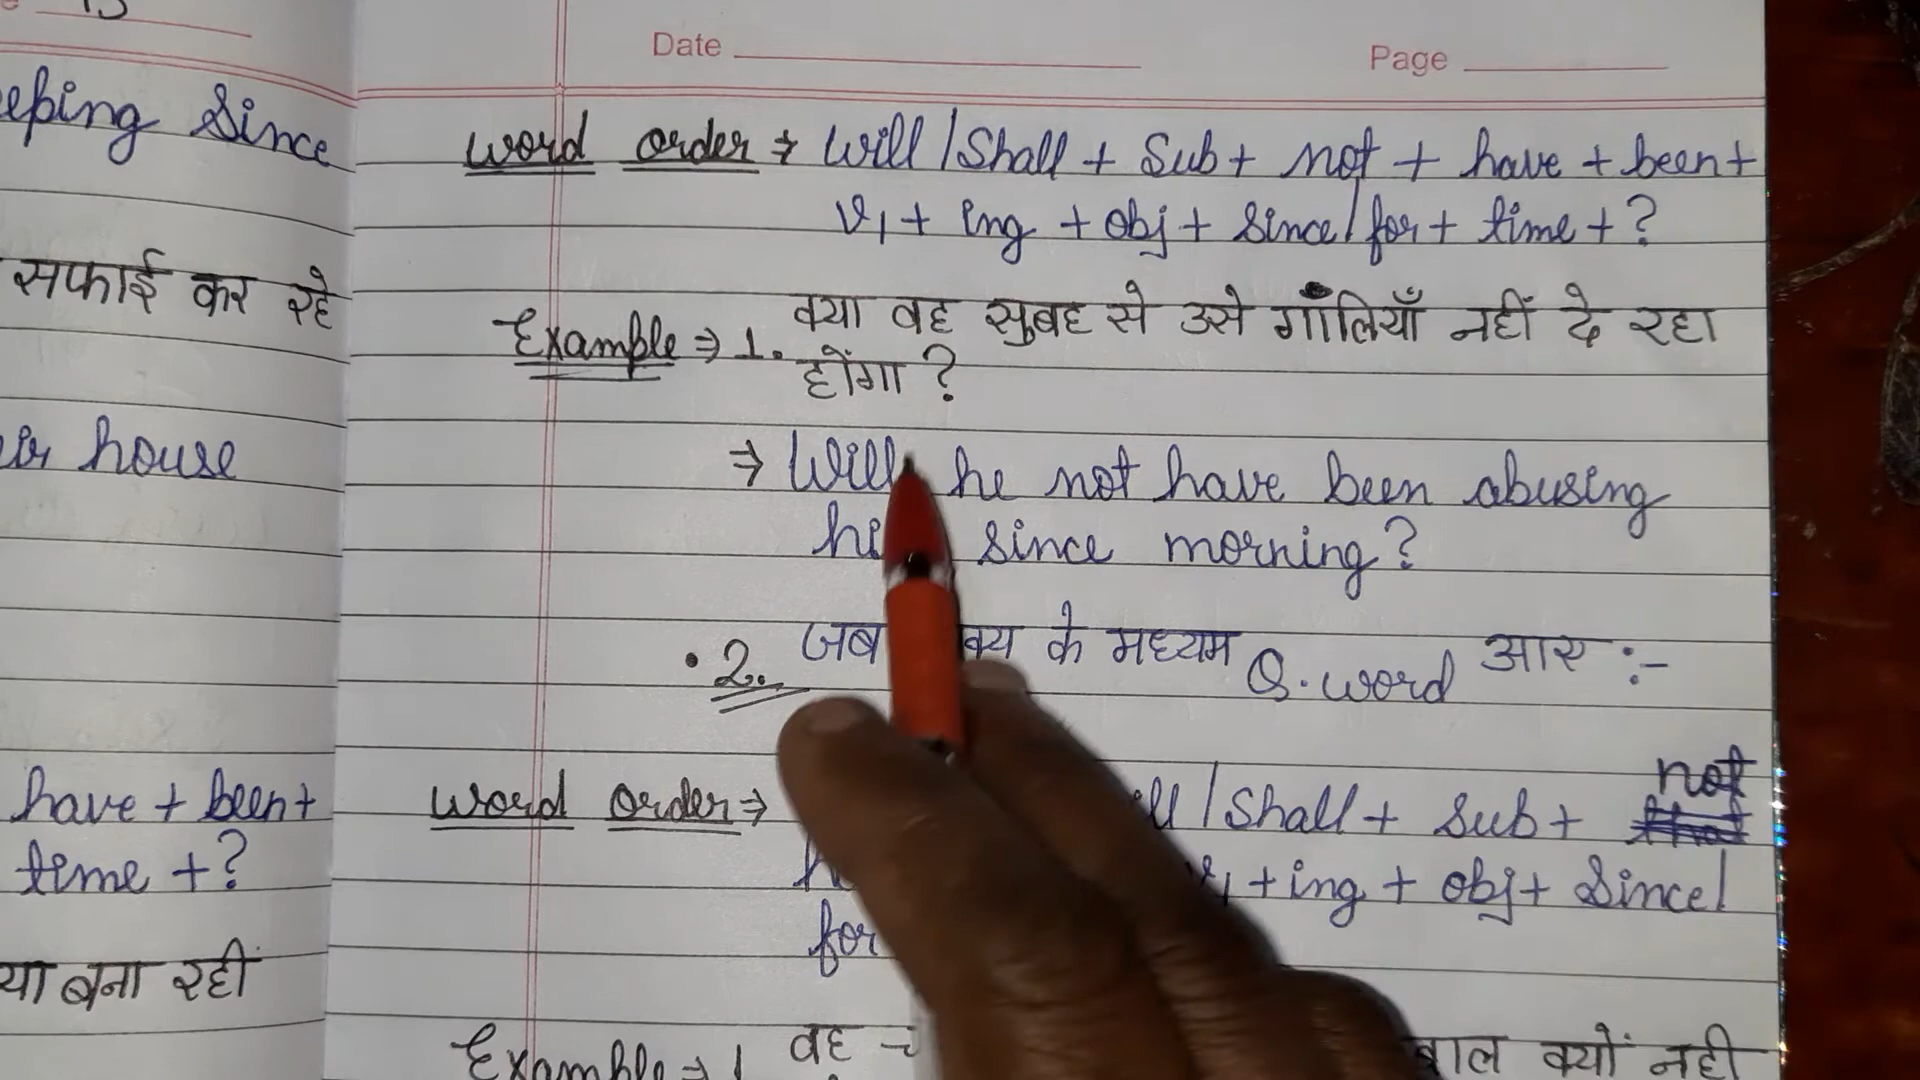 Date
Page
eping Since
word order → Will/Shall + Sub + not + have + been +
V1 + ing + obj + Since/for + time + ?
सफाई कर रहे
Example ⇒ 1. क्या वह सुबह से उसे गाँलियाँ नहीं दे रहा
होंगा ?
house
⇒ Will he not have been abusing
since morning?
•2. जब के मध्यम Q.word आए :-
have + been +
time + ?
word order ⇒ /Shall + Sub + not
+ ing + obj + Since/
for
या बना रही
Example → 1. वह बाल क्यों नही